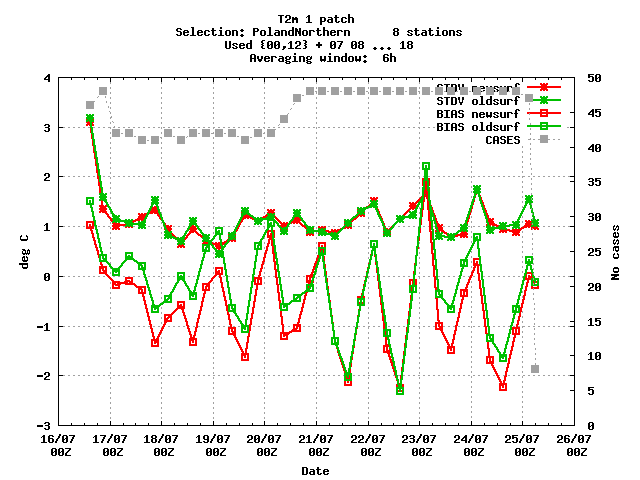 T2m 1 patch
Selection: PolandNorthern 8 stations
Used {00,12} + 07 08 ... 18
Averaging window: 6h
STDV newsurf
STDV oldsurf
BIAS newsurf
BIAS oldsurf
CASES
4
3
2
1
0
-1
-2
-3
deg C
50
45
40
35
30
25
20
15
10
5
0
No cases
16/07 17/07 18/07 19/07 20/07 21/07 22/07 23/07 24/07 25/07 26/07
00Z 00Z 00Z 00Z 00Z 00Z 00Z 00Z 00Z 00Z 00Z
Date